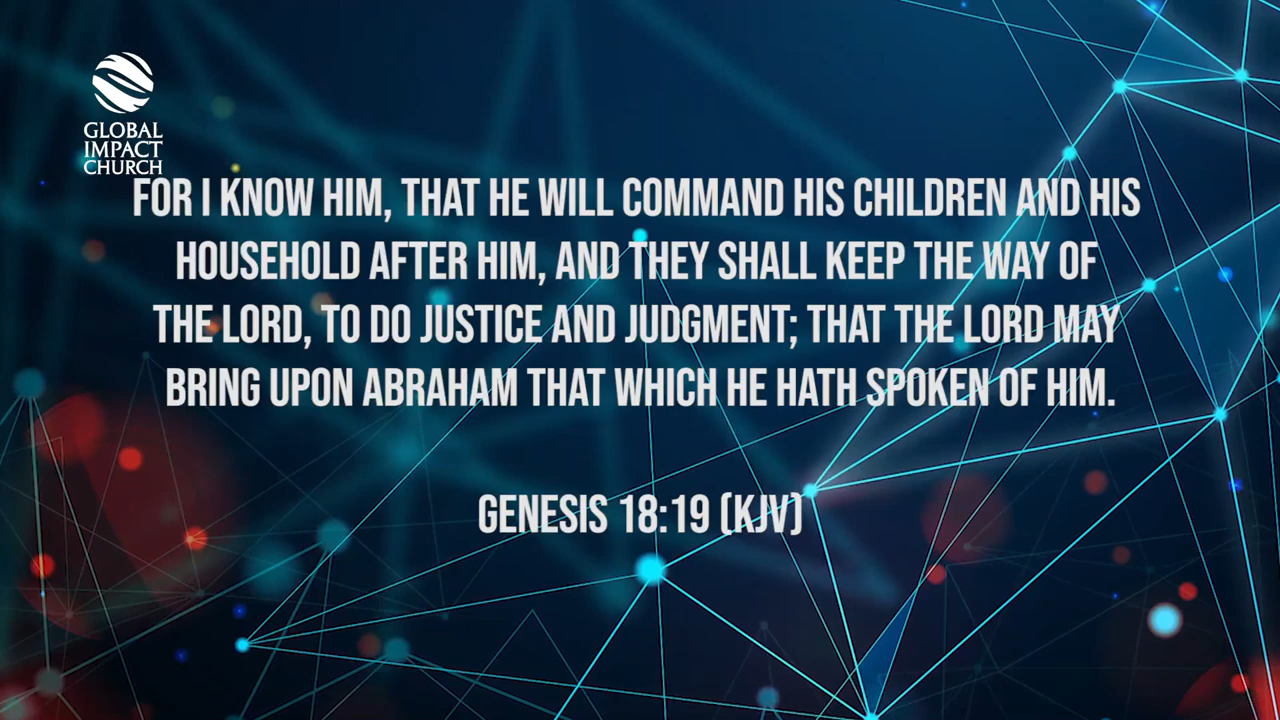 GLOBAL
IMPACT
CHURCH
FOR I KNOW HIM, THAT HE WILL COMMAND HIS CHILDREN AND HIS
HOUSEHOLD AFTER HIM, AND THEY SHALL KEEP THE WAY OF
THE LORD, TO DO JUSTICE AND JUDGMENT; THAT THE LORD MAY
BRING UPON ABRAHAM THAT WHICH HE HATH SPOKEN OF HIM.
GENESIS 18:19 (KJV)